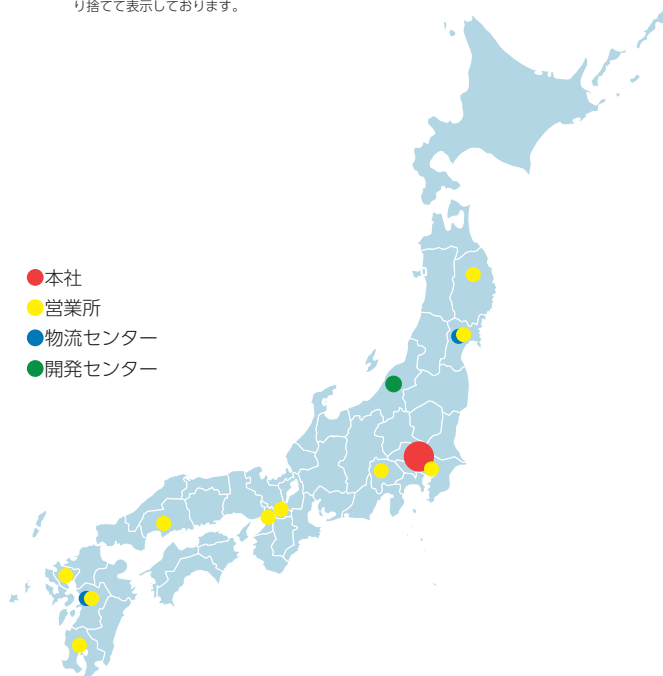 り捨てて表示しております。
本社
営業所
物流センター
開発センター